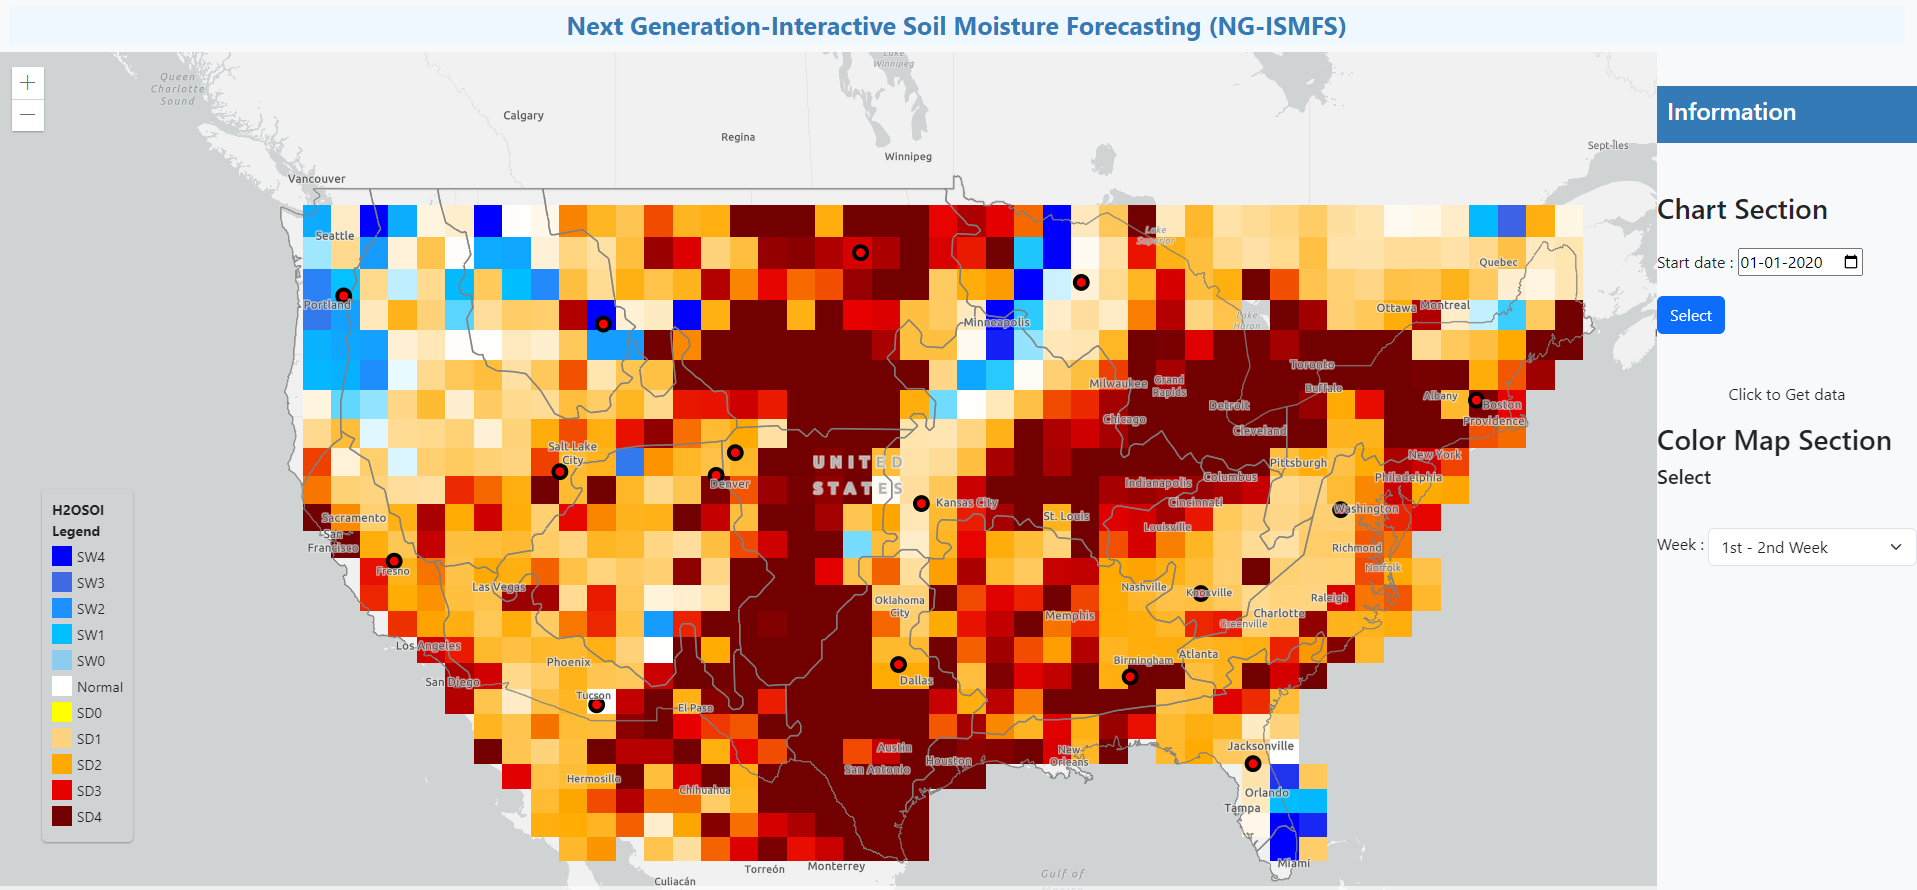 Next Generation-Interactive Soil Moisture Forecasting (NG-ISMFS)
+
−
Queen
Charlotte
Sound
Calgary
Regina
Lake
Winnipeg
Winnipeg
Vancouver
Sept-Îles
Seattle
Lake
Superior
Quebec
Portland
Minneapolis
Lake
Huron
Ottawa
Montreal
Toronto
Buffalo
Milwaukee
Grand
Rapids
Albany
Boston
Providence
Chicago
Detroit
Cleveland
Salt Lake
City
UNITED
STATES
Denver
Pittsburgh
New York
Philadelphia
Columbus
Indianapolis
Cincinnati
Kansas City
St. Louis
Louisville
Washington
Sacramento
San
Francisco
Richmond
Norfolk
Fresno
Las Vegas
Nashville
Knoxville
Raleigh
Oklahoma
City
Memphis
Charlotte
Greenville
Los Angeles
Phoenix
Birmingham
Atlanta
San Diego
Dallas
Tucson
El Paso
Austin
San Antonio
Houston
New
Orleans
Jacksonville
Hermosillo
Chihuahua
Orlando
Tampa
Miami
Torreón
Monterrey
Culiacán
Gulf of
H2OSOI
Legend
SW4
SW3
SW2
SW1
SW0
Normal
SD0
SD1
SD2
SD3
SD4
Information
Chart Section
Start date : 01-01-2020
Select
Click to Get data
Color Map Section
Select
Week : 1st - 2nd Week